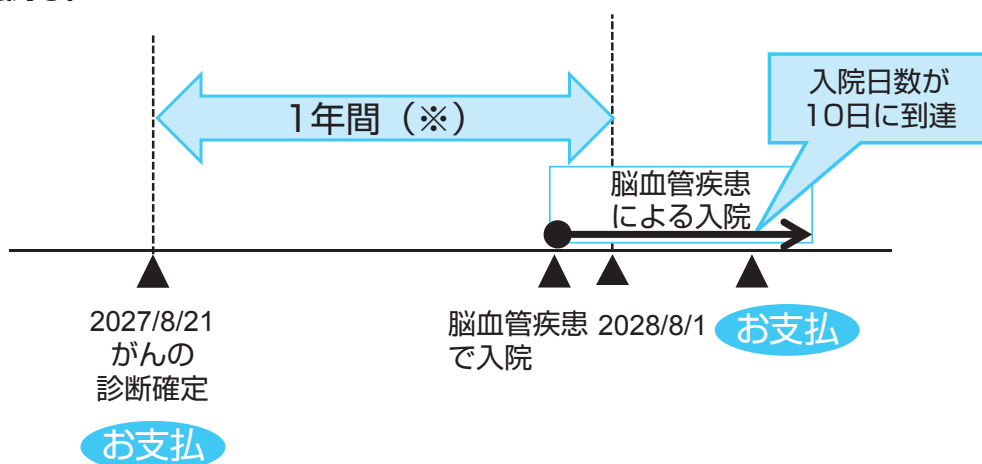 入院日数が
10日に到達
1年間（※）
脳血管疾患
による入院
2027/8/21
がんの
診断確定
お支払
脳血管疾患
で入院
2028/8/1
お支払